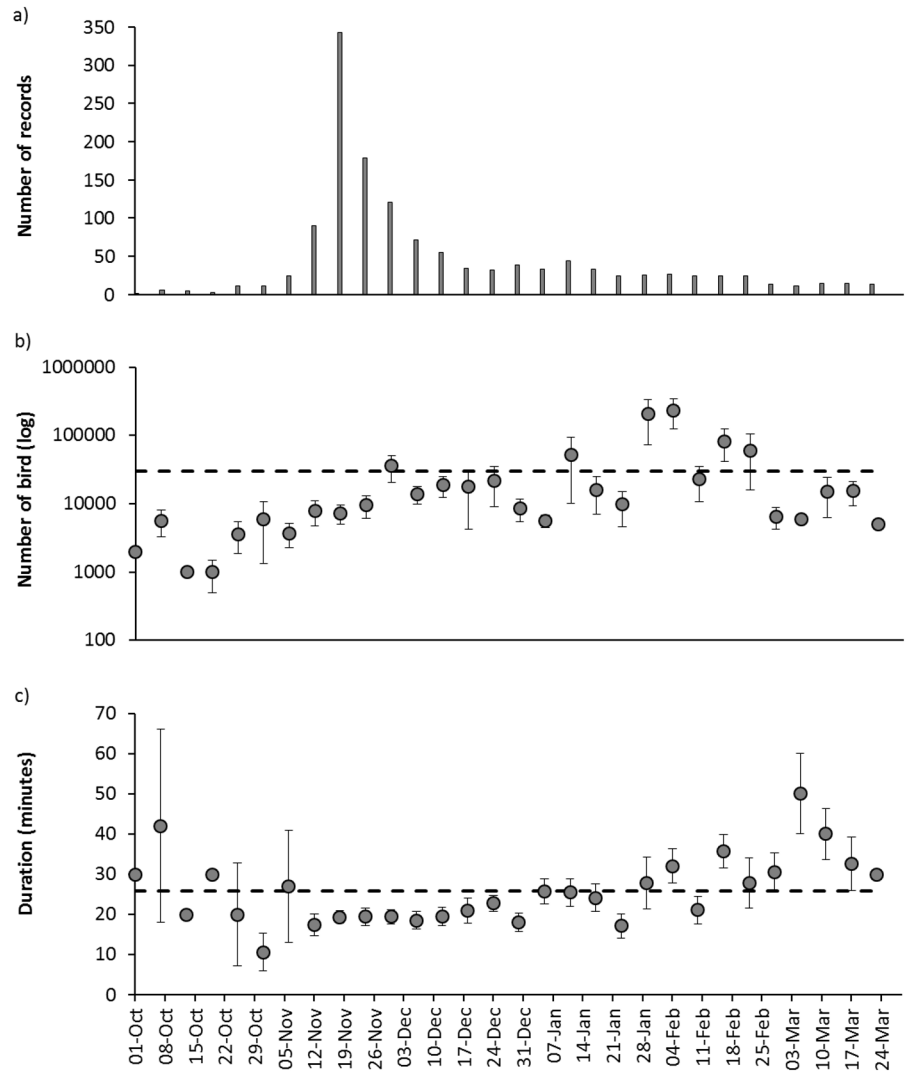 a)
Number of records
350
300
250
200
150
100
50
0
b)
Number of bird (log)
1000000
100000
10000
1000
100
c)
Duration (minutes)
70
60
50
40
30
20
10
0
01-Oct
08-Oct
15-Oct
22-Oct
29-Oct
05-Nov
12-Nov
19-Nov
26-Nov
03-Dec
10-Dec
17-Dec
24-Dec
31-Dec
07-Jan
14-Jan
21-Jan
28-Jan
04-Feb
11-Feb
18-Feb
25-Feb
03-Mar
10-Mar
17-Mar
24-Mar